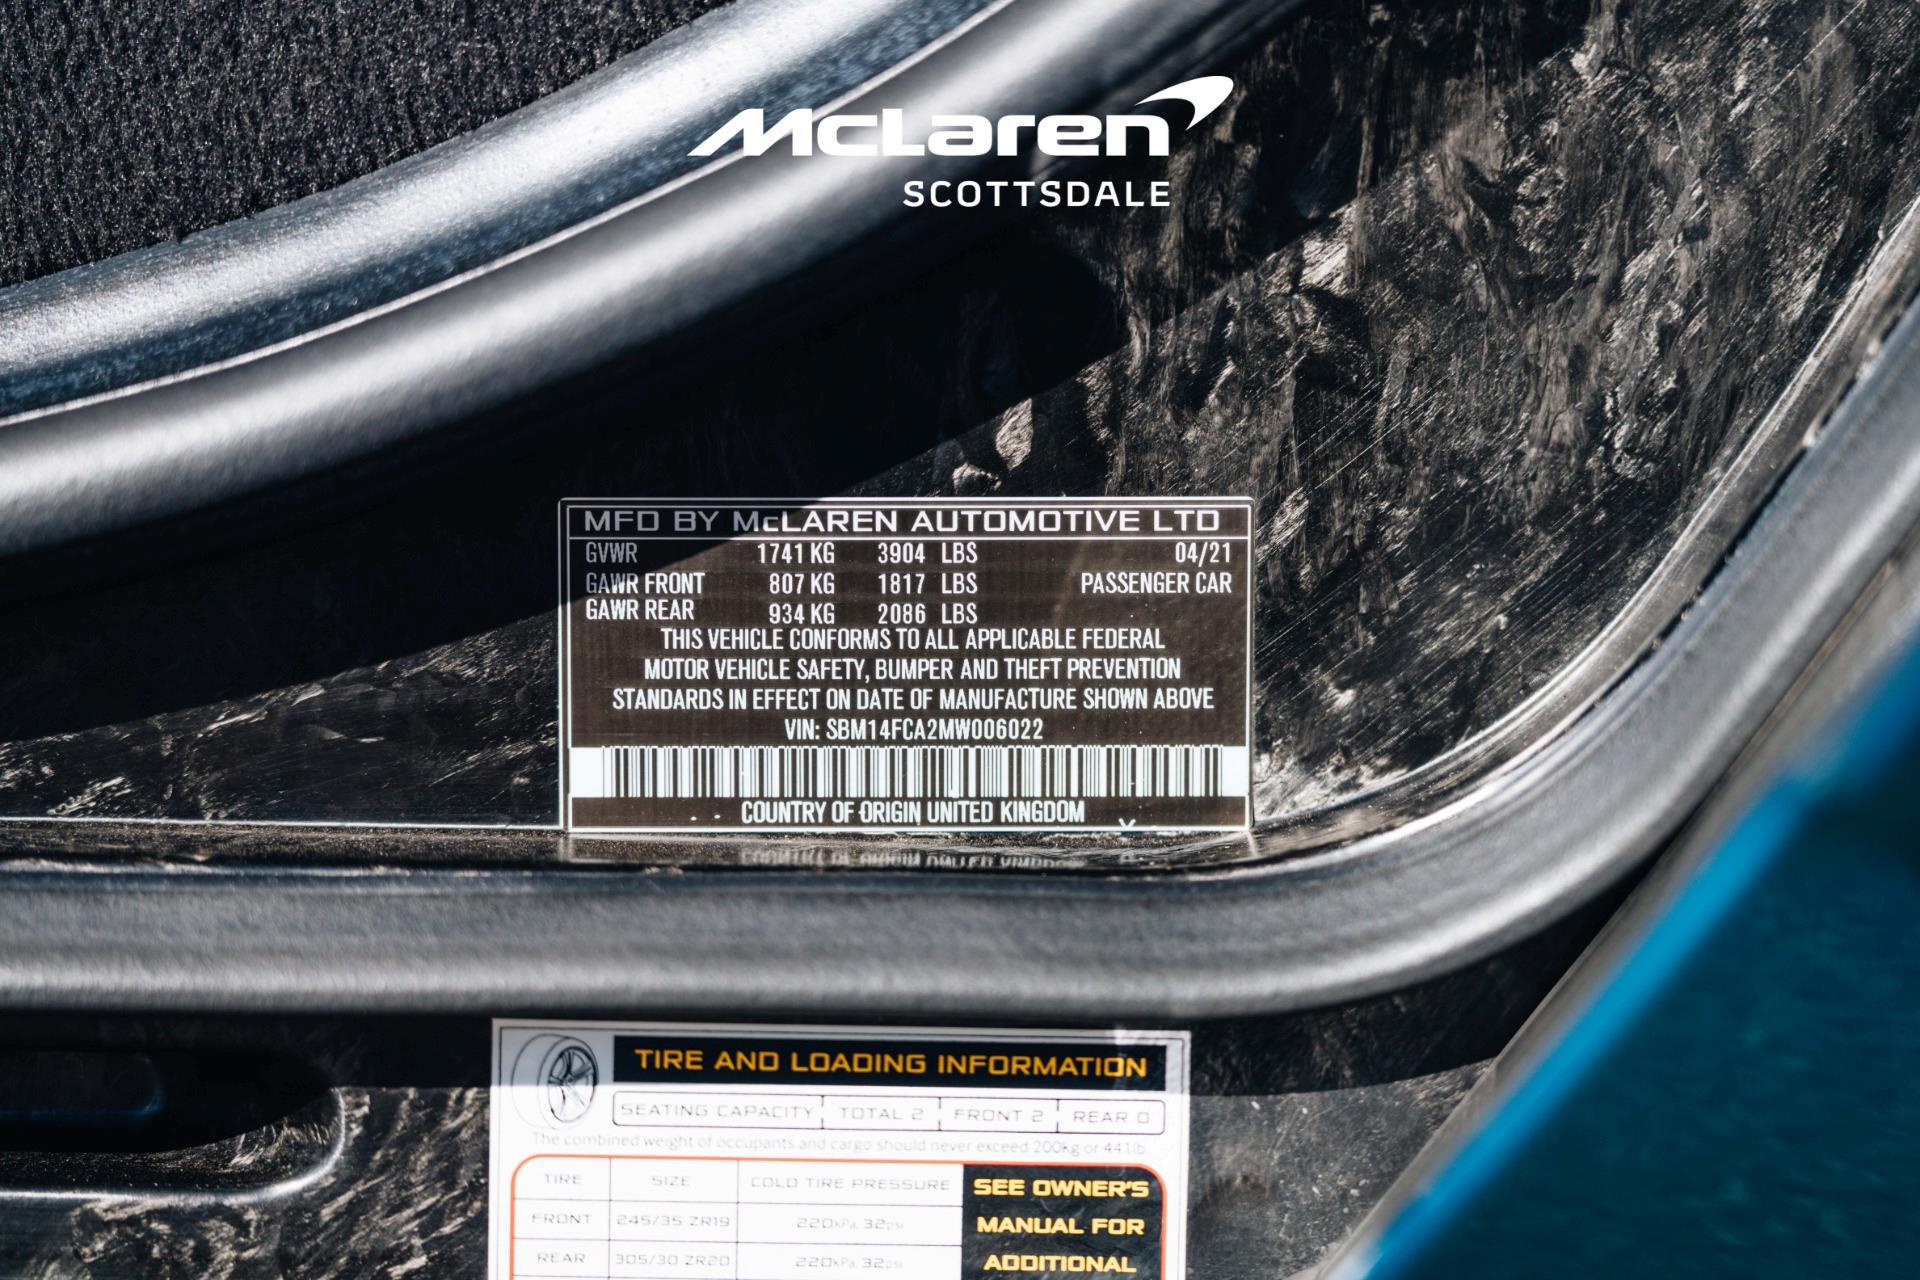 McLaren
SCOTTSDALE
MFD BY McLAREN AUTOMOTIVE LTD
GVWR 1741 KG 3904 LBS 04/21
GAWR FRONT 807 KG 1817 LBS PASSENGER CAR
GAWR REAR 934 KG 2086 LBS
THIS VEHICLE CONFORMS TO ALL APPLICABLE FEDERAL
MOTOR VEHICLE SAFETY, BUMPER AND THEFT PREVENTION
STANDARDS IN EFFECT ON DATE OF MANUFACTURE SHOWN ABOVE
VIN: SBM14FCA2MW006022
COUNTRY OF ORIGIN UNITED KINGDOM
TIRE AND LOADING INFORMATION
SEATING CAPACITY TOTAL 2 FRONT 2 REAR 0
The combined weight of occupants and cargo should never exceed 200kg or 441lb.
TIRE SIZE COLD TIRE PRESSURE SEE OWNER'S
FRONT 245/35 ZR19 220kPa, 32psi MANUAL FOR
REAR 305/30 ZR20 220kPa, 32psi ADDITIONAL